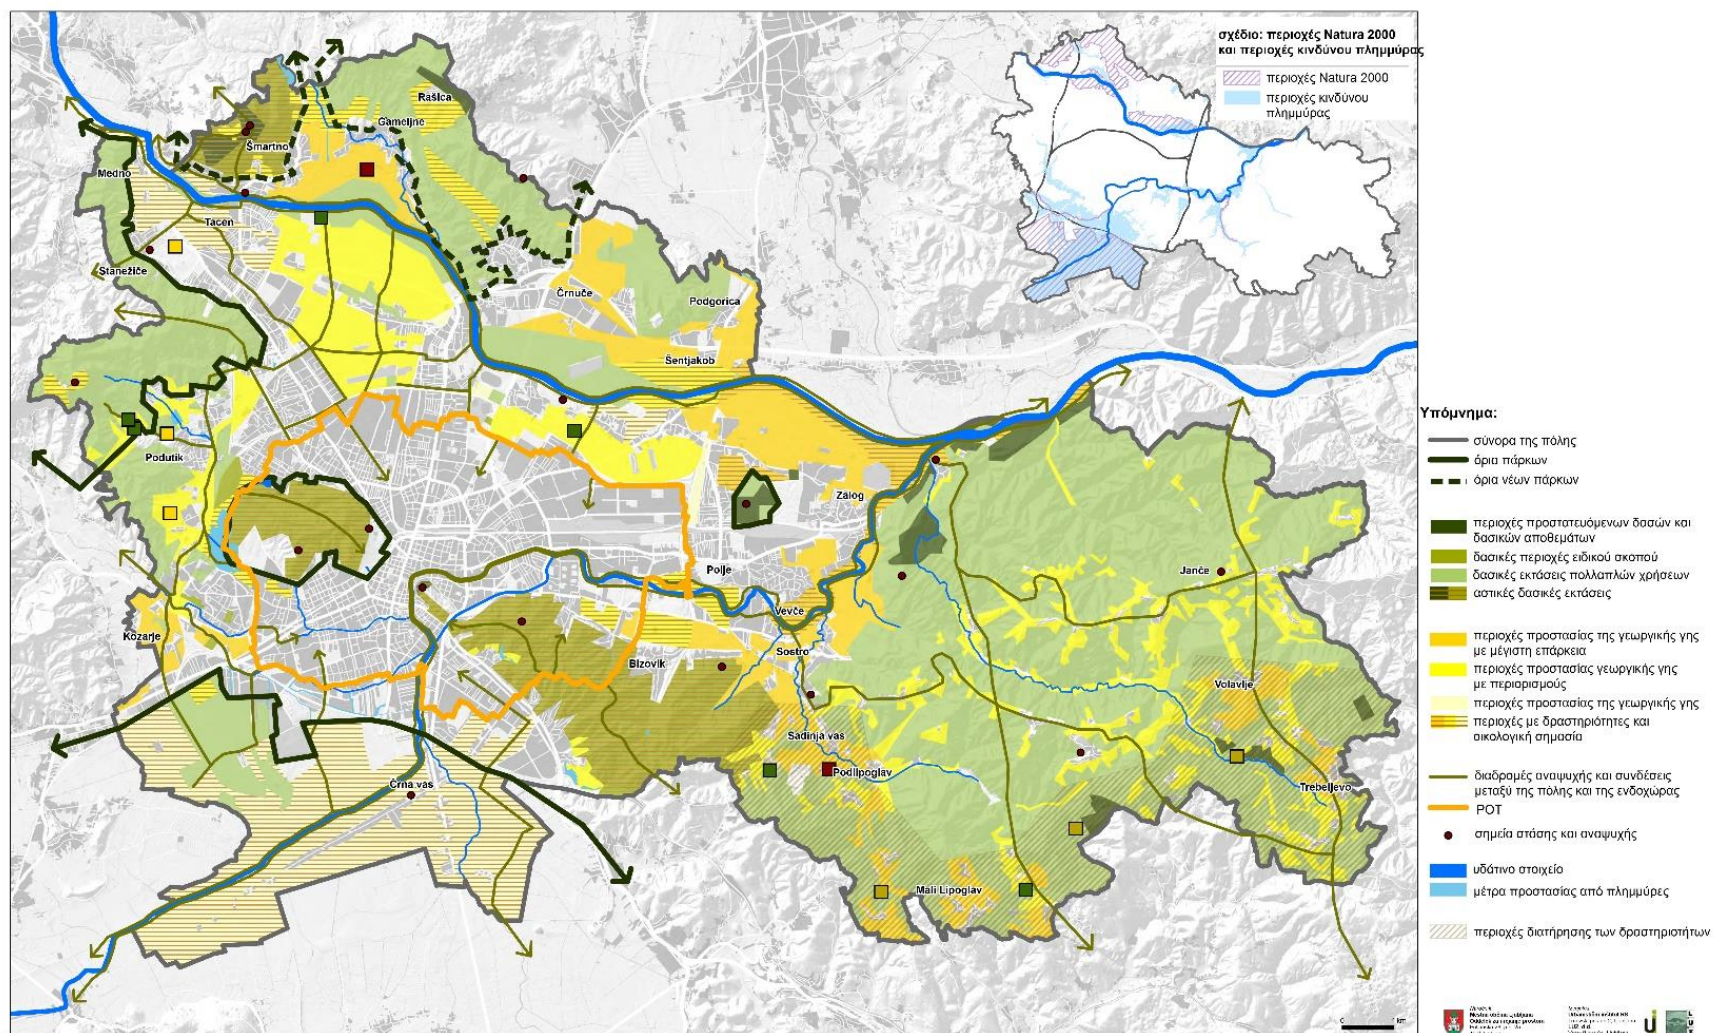 σχέδιο: περιοχές Natura 2000
και περιοχές κινδύνου πλημμύρας
περιοχές Natura 2000
περιοχές κινδύνου
πλημμύρας
Rašica
Gameljne
Šmartno
Medno
Tacen
Stanežiče
Črnuče
Podgorica
Šentjakob
Podutik
Zalog
Polje
Janče
Vevče
Kozarje
Sostro
Bizovik
Volavlje
Sadinja vas
Podlipoglav
Črna vas
Trebeljevo
Mali Lipoglav
Υπόμνημα:
σύνορα της πόλης
όρια πάρκων
όρια νέων πάρκων
περιοχές προστατευόμενων δασών και
δασικών αποθεμάτων
δασικές περιοχές ειδικού σκοπού
δασικές εκτάσεις πολλαπλών χρήσεων
αστικές δασικές εκτάσεις
περιοχές προστασίας της γεωργικής γης
με μέγιστη επάρκεια
περιοχές προστασίας γεωργικής γης
με περιορισμούς
περιοχές προστασίας της γεωργικής γης
περιοχές με δραστηριότητες και
οικολογική σημασία
διαδρομές αναψυχής και συνδέσεις
μεταξύ της πόλης και της ενδοχώρας
POT
σημεία στάσης και αναψυχής
υδάτινο στοιχείο
μέτρα προστασίας από πλημμύρες
περιοχές διατήρησης των δραστηριοτήτων